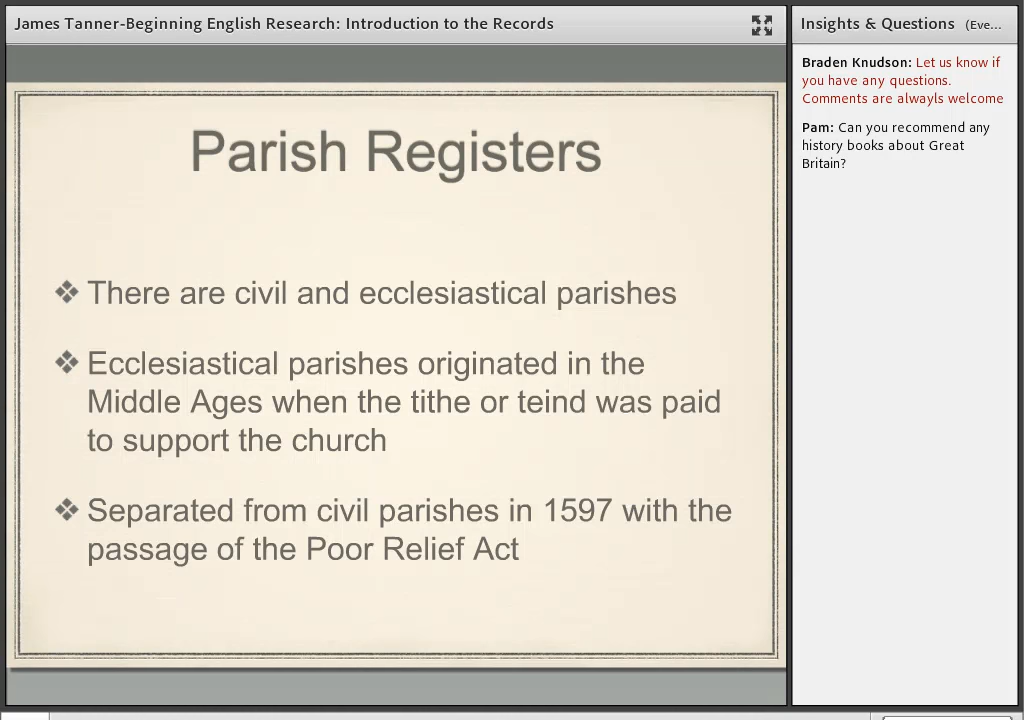 James Tanner-Beginning English Research: Introduction to the Records
Parish Registers
❖ There are civil and ecclesiastical parishes
❖ Ecclesiastical parishes originated in the
Middle Ages when the tithe or teind was paid
to support the church
❖ Separated from civil parishes in 1597 with the
passage of the Poor Relief Act
Insights & Questions (Eve...
Braden Knudson: Let us know if
you have any questions.
Comments are alwayls welcome
Pam: Can you recommend any
history books about Great
Britain?